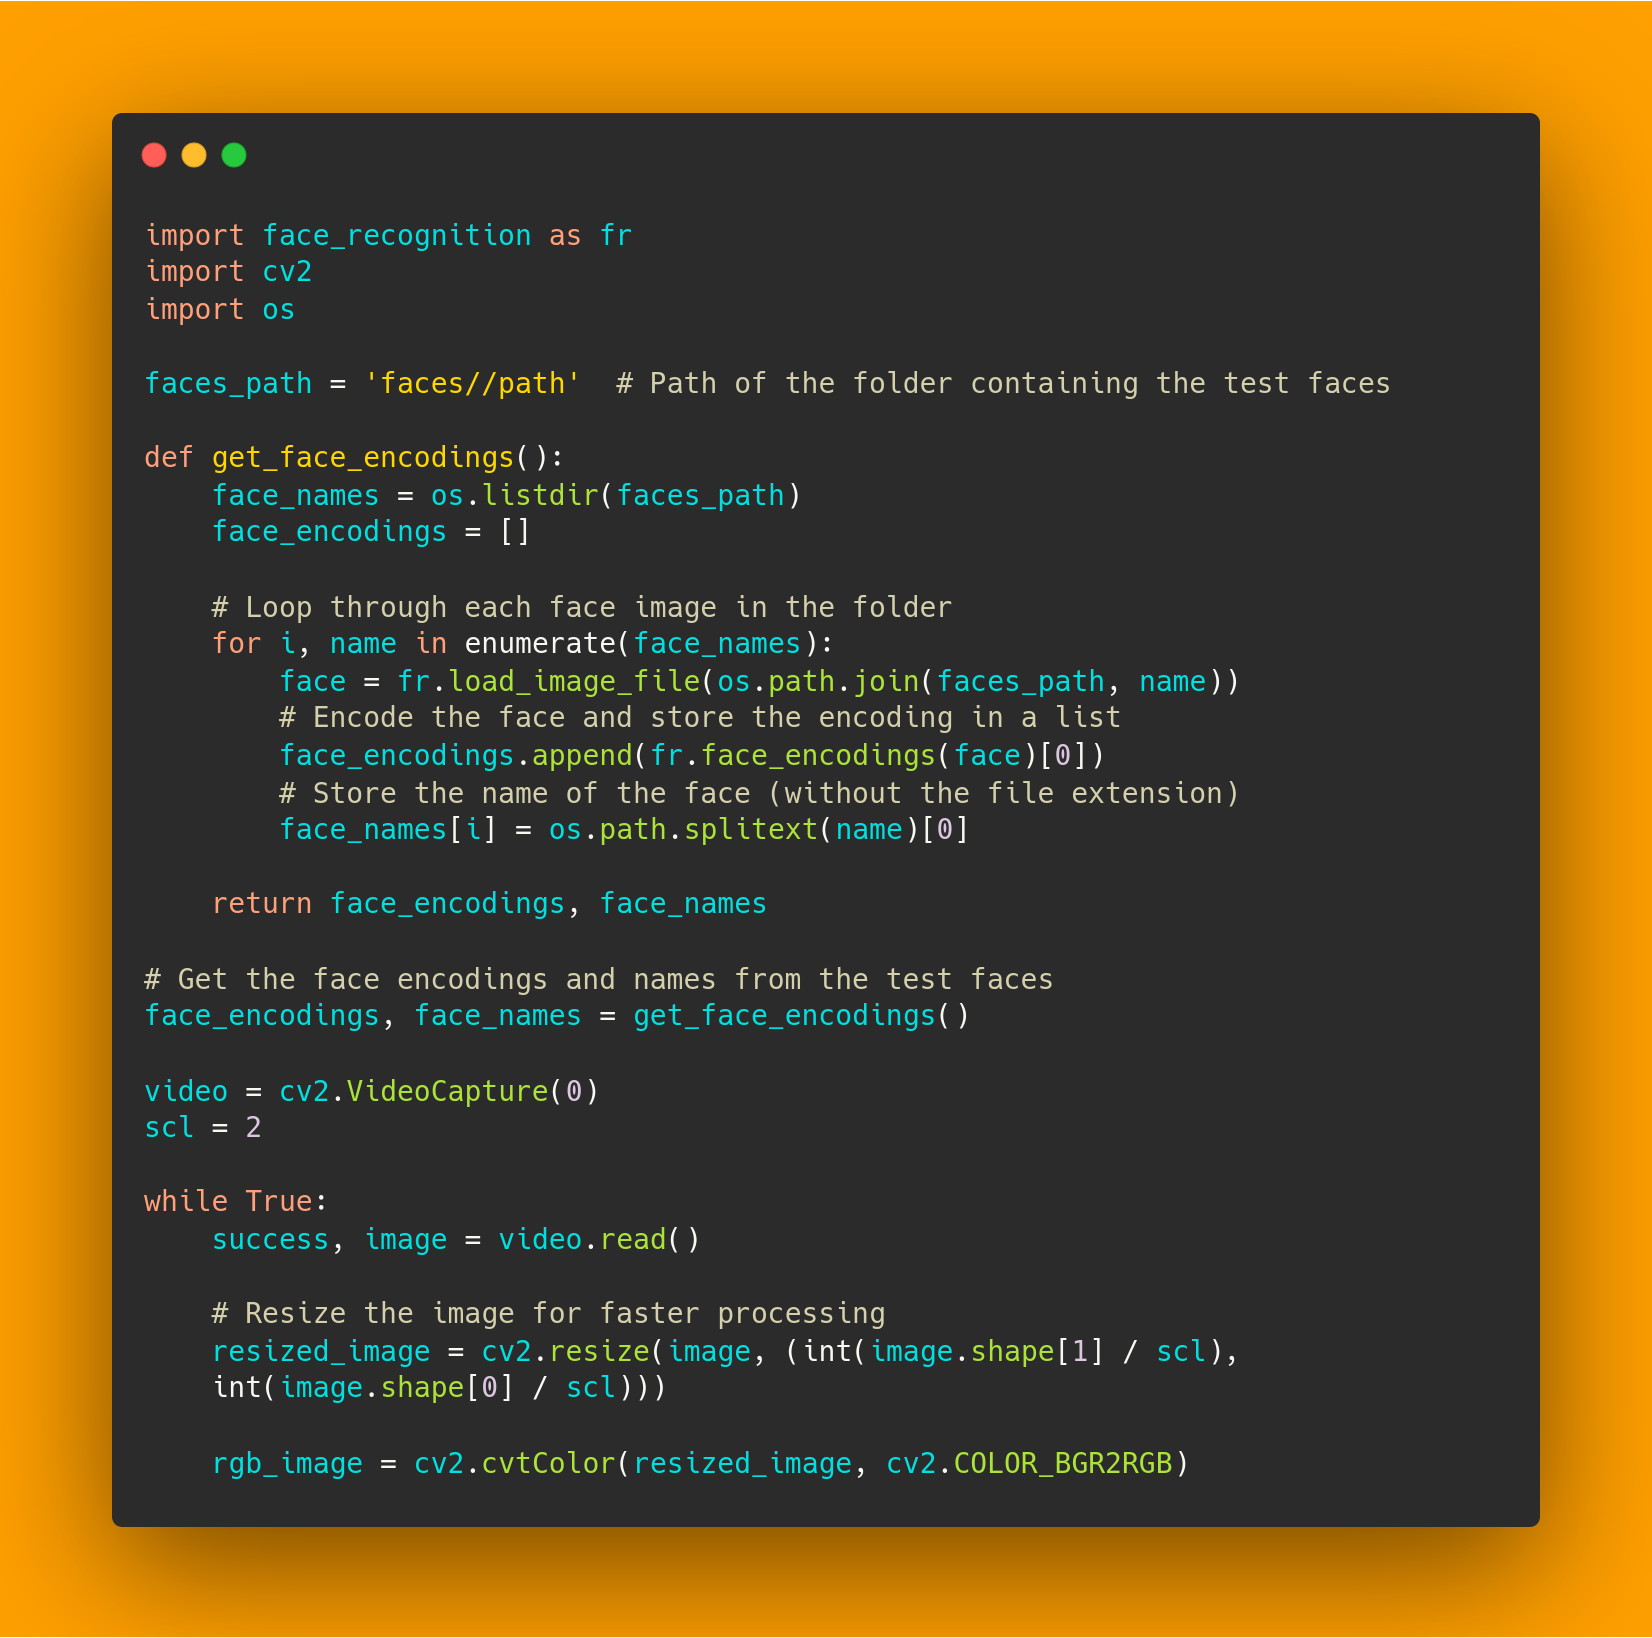 import face_recognition as fr
import cv2
import os

faces_path = 'faces//path'  # Path of the folder containing the test faces

def get_face_encodings():
    face_names = os.listdir(faces_path)
    face_encodings = []

    # Loop through each face image in the folder
    for i, name in enumerate(face_names):
        face = fr.load_image_file(os.path.join(faces_path, name))
        # Encode the face and store the encoding in a list
        face_encodings.append(fr.face_encodings(face)[0])
        # Store the name of the face (without the file extension)
        face_names[i] = os.path.splitext(name)[0]

    return face_encodings, face_names

# Get the face encodings and names from the test faces
face_encodings, face_names = get_face_encodings()

video = cv2.VideoCapture(0)
scl = 2

while True:
    success, image = video.read()

    # Resize the image for faster processing
    resized_image = cv2.resize(image, (int(image.shape[1] / scl),
    int(image.shape[0] / scl)))

    rgb_image = cv2.cvtColor(resized_image, cv2.COLOR_BGR2RGB)